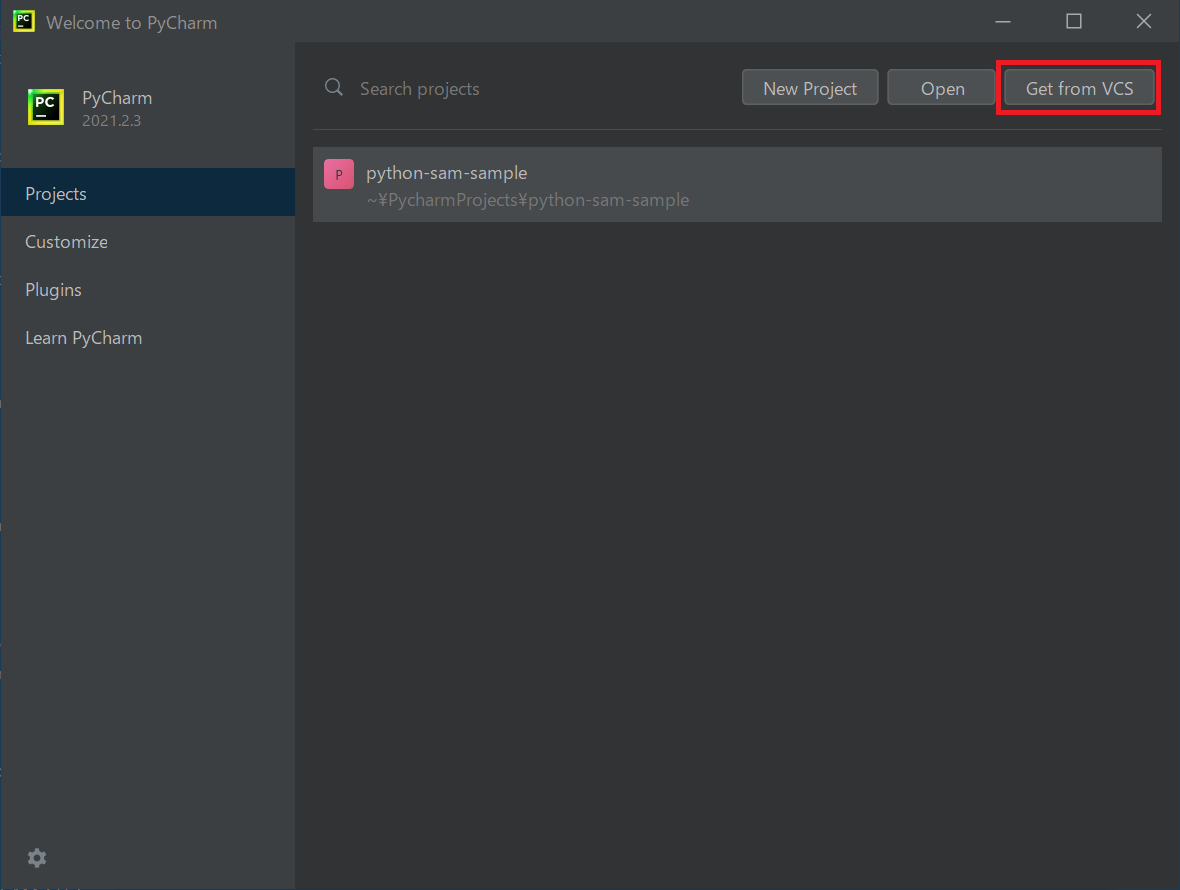 PC Welcome to PyCharm
PC PyCharm
2021.2.3
Projects
Customize
Plugins
Learn PyCharm
Search projects
New Project
Open
Get from VCS
P python-sam-sample
~¥PycharmProjects¥python-sam-sample